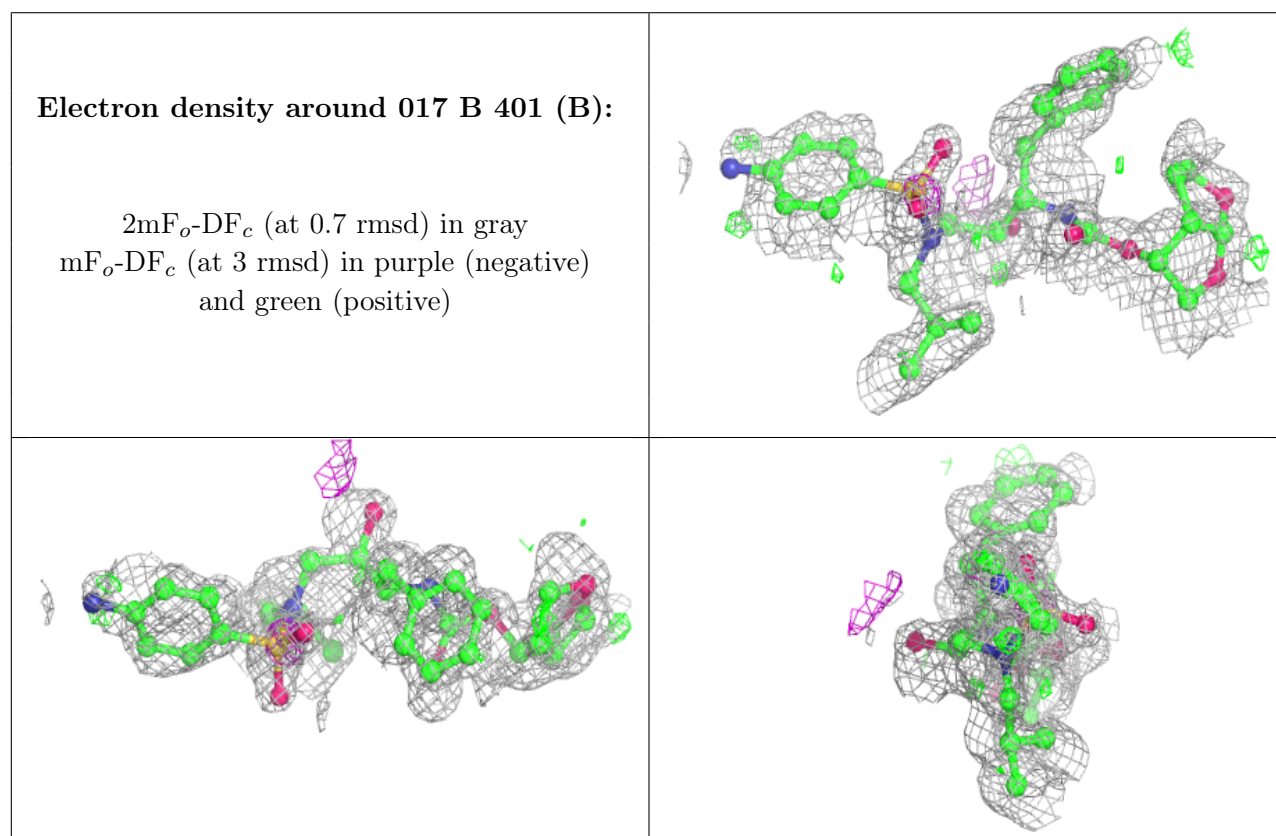 Electron density around 017 B 401 (B):
2mFo-DFc (at 0.7 rmsd) in gray
mFo-DFc (at 3 rmsd) in purple (negative)
and green (positive)